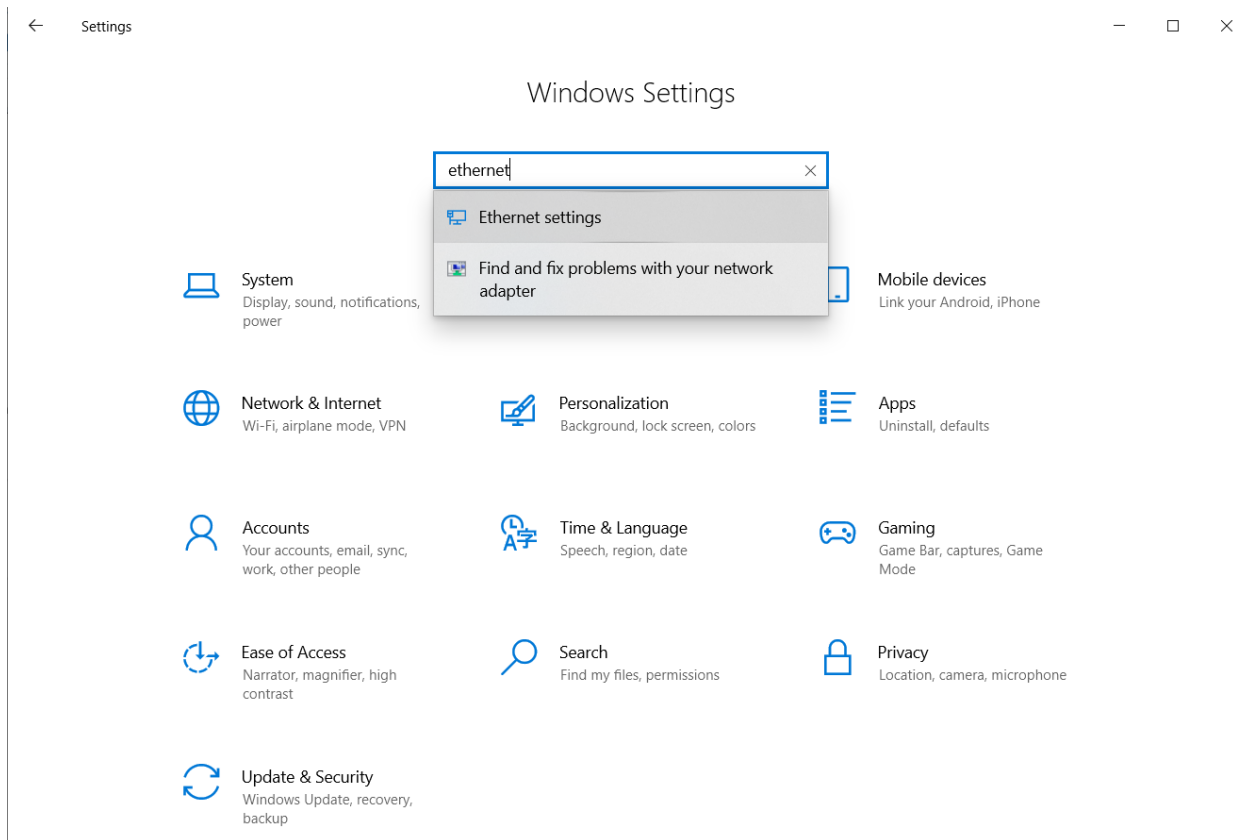 Settings
Windows Settings
ethernet
Ethernet settings
Find and fix problems with your network
adapter
System
Display, sound, notifications,
power
Mobile devices
Link your Android, iPhone
Network & Internet
Wi-Fi, airplane mode, VPN
Personalization
Background, lock screen, colors
Apps
Uninstall, defaults
Accounts
Your accounts, email, sync,
work, other people
Time & Language
Speech, region, date
Gaming
Game Bar, captures, Game
Mode
Ease of Access
Narrator, magnifier, high
contrast
Search
Find my files, permissions
Privacy
Location, camera, microphone
Update & Security
Windows Update, recovery,
backup